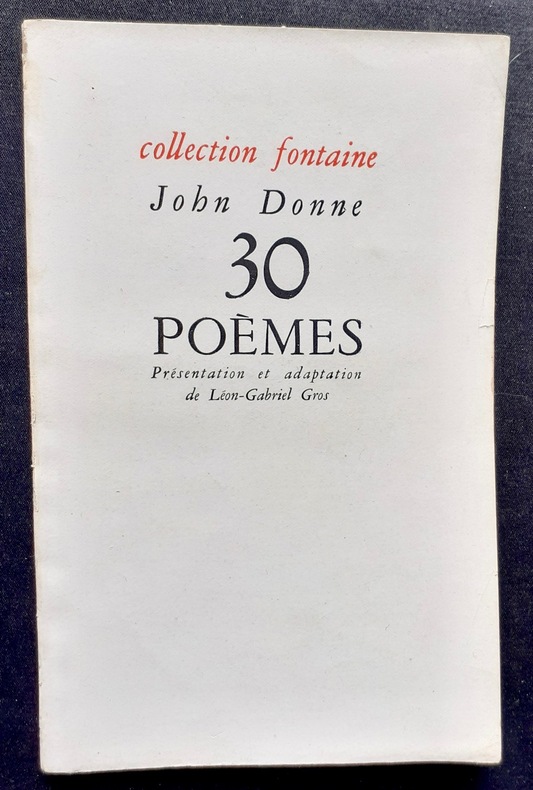 collection fontaine
John Donne
30
POÈMES
Présentation et adaptation
de Léon-Gabriel Gros